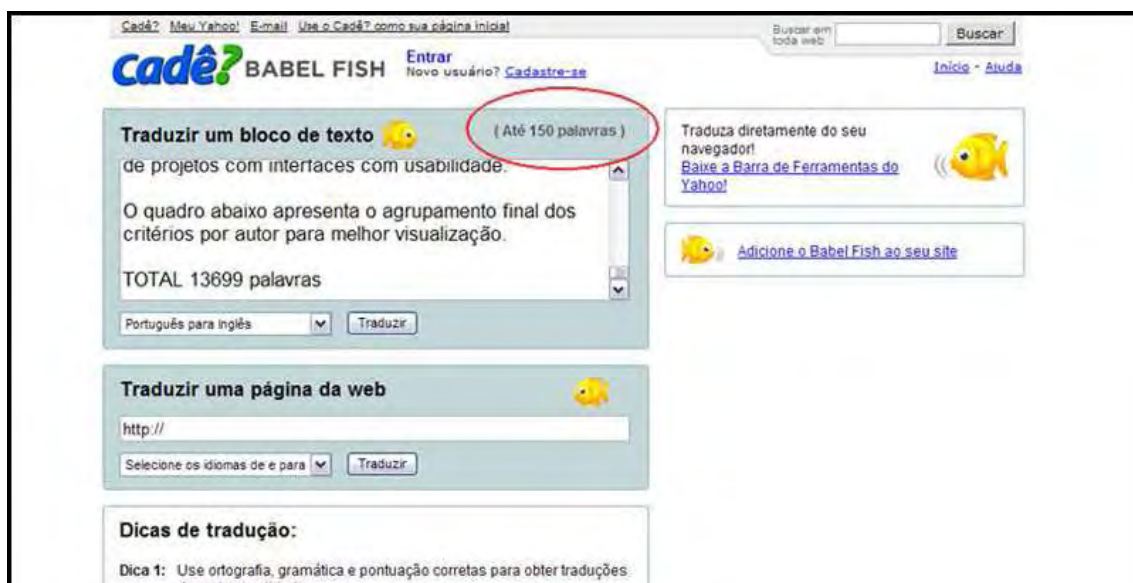 Cadê? Meu Yahoo! E-mail Use o Cadê? como sua página inicial
Buscar em
toda web
Buscar
cadê? BABEL FISH
Entrar
Novo usuário? Cadastre-se
Início - Ajuda
Traduzir um bloco de texto
( Até 150 palavras )
de projetos com interfaces com usabilidade.
O quadro abaixo apresenta o agrupamento final dos
critérios por autor para melhor visualização.
TOTAL 13699 palavras
Português para Inglês
Traduzir
Traduza diretamente do seu
navegador!
Baixe a Barra de Ferramentas do
Yahoo!
Adicione o Babel Fish ao seu site
Traduzir uma página da web
http://
Selecione os idiomas de e para
Traduzir
Dicas de tradução:
Dica 1: Use ortografia, gramática e pontuação corretas para obter traduções